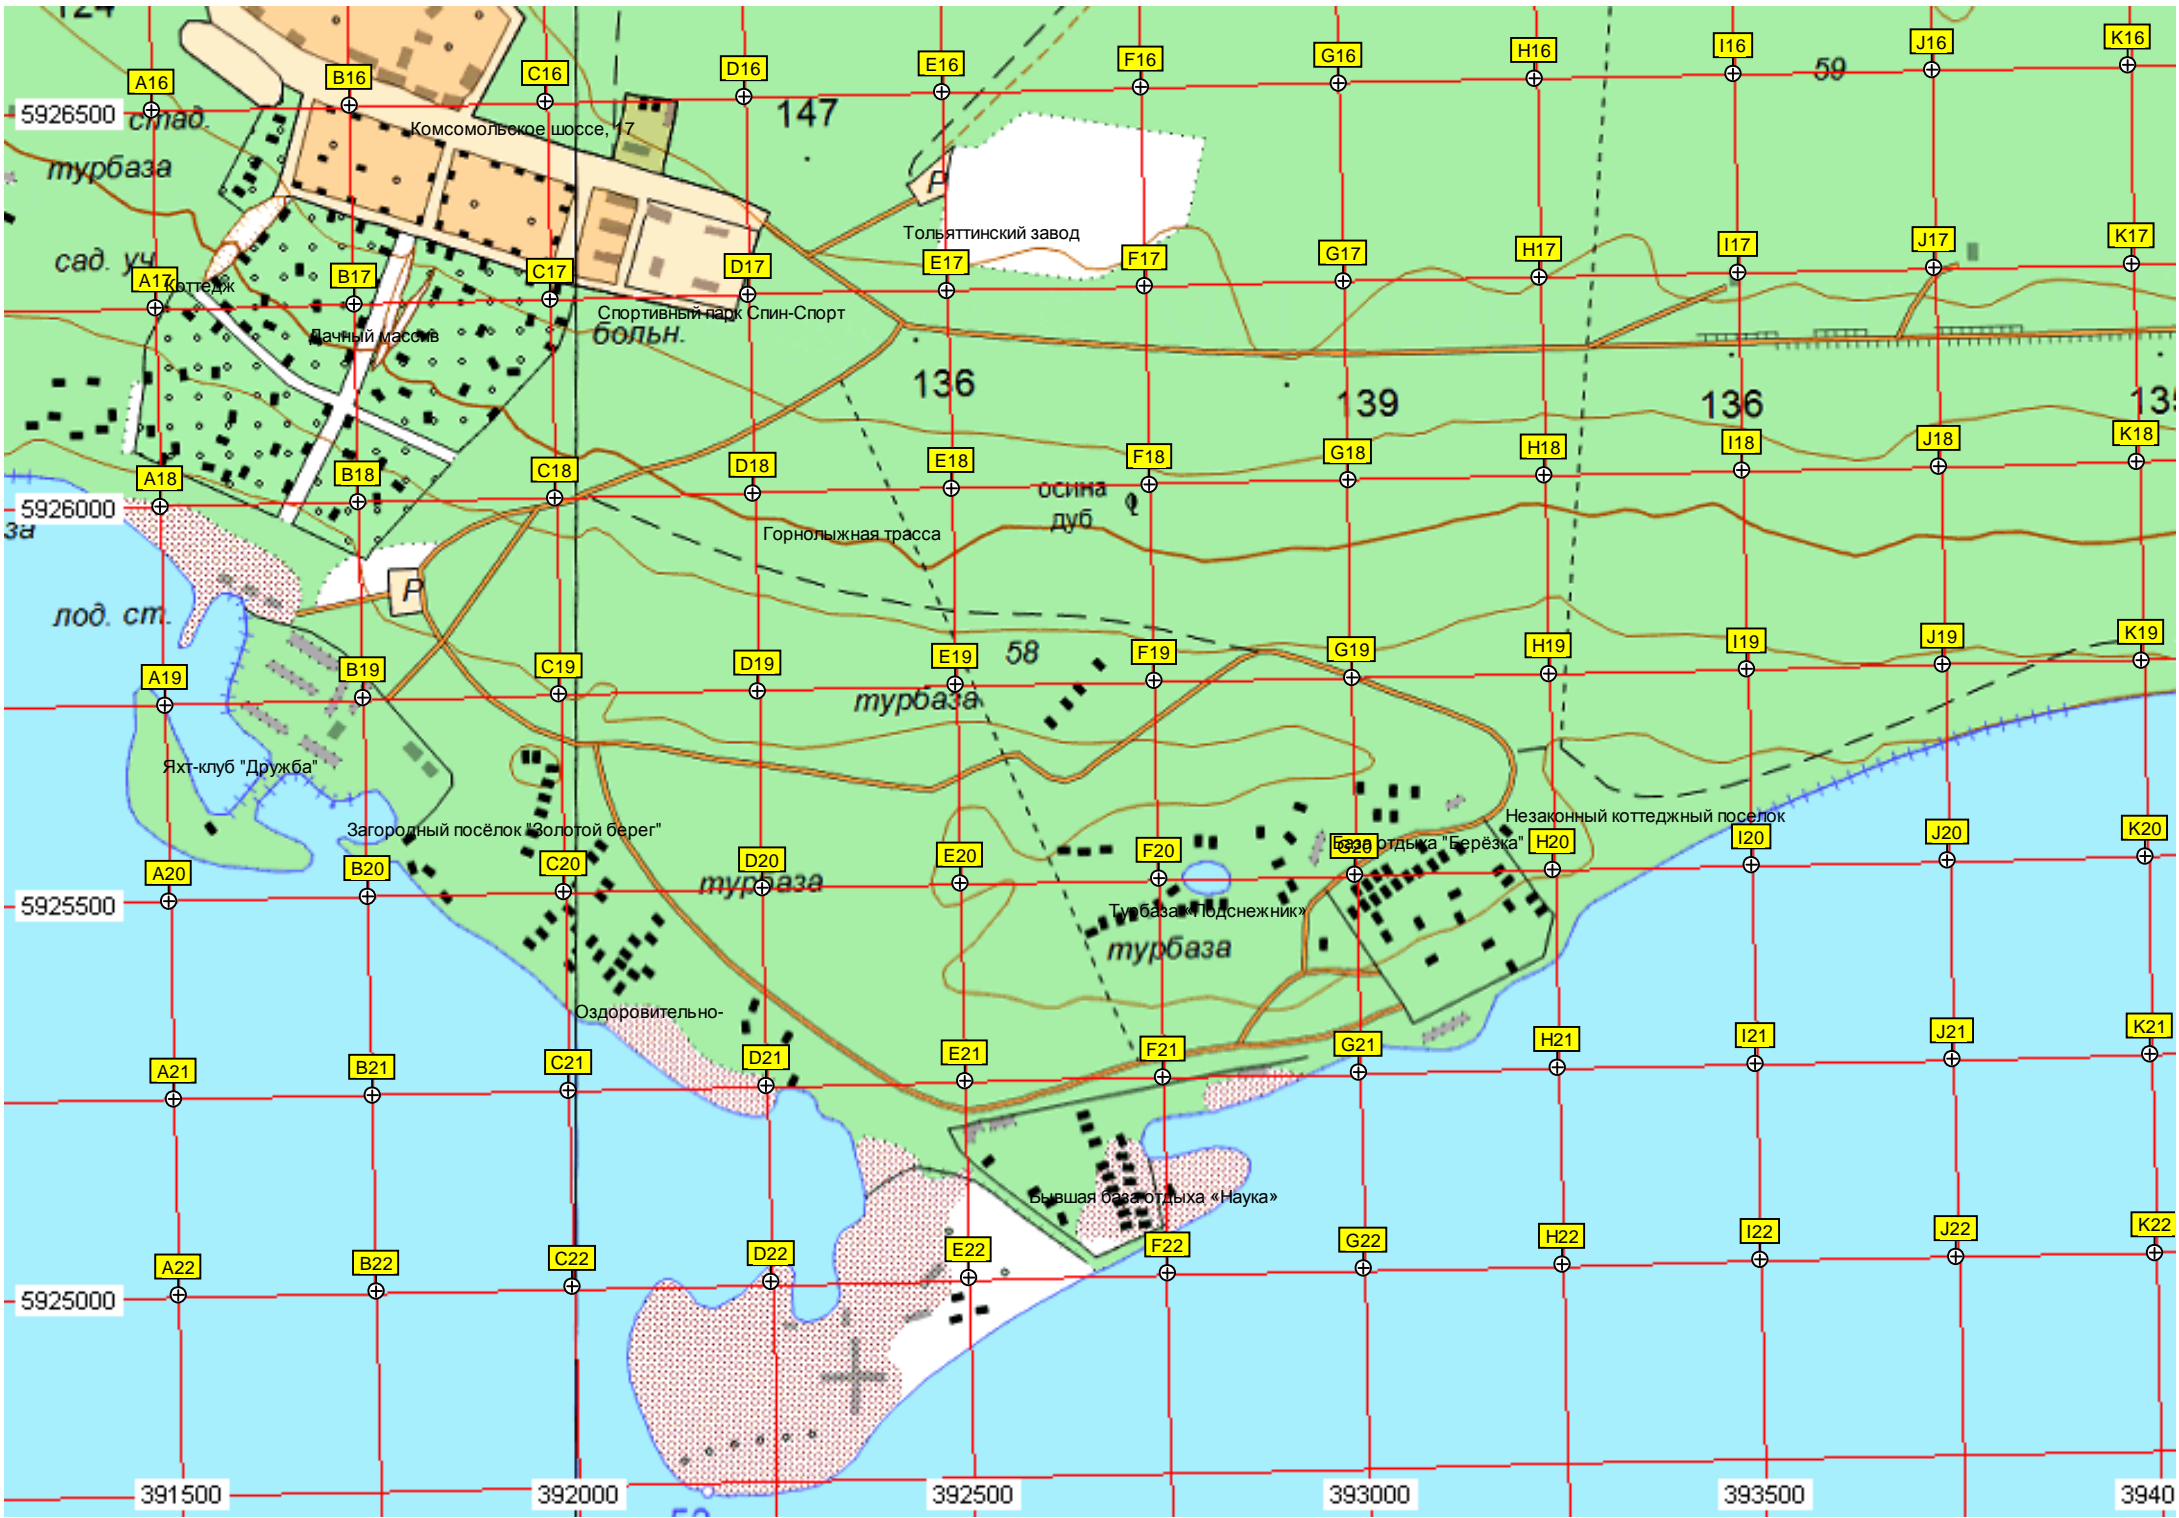 124
A16
B16
C16
D16
E16
F16
G16
H16
I16
J16
K16
59
5926500
стад.
147
Комсомольское шоссе, 17
турбаза
P
Тольяттинский завод
сад. уч
A17
Коттедж
B17
C17
D17
E17
F17
G17
H17
I17
J17
K17
Спортивный парк Спин-Спорт
больн.
Дачный массив
136
139
136
135
A18
B18
C18
D18
E18
F18
G18
H18
I18
J18
K18
5926000
за
осина
дуб
Горнолыжная трасса
P
лод. ст.
58
A19
B19
C19
D19
E19
F19
G19
H19
I19
J19
K19
турбаза
Яхт-клуб "Дружба"
Загородный посёлок "Золотой берег"
Незаконный коттеджный поселок
База отдыха "Берёзка"
A20
B20
C20
D20
E20
F20
G20
H20
I20
J20
K20
турбаза
5925500
Турбаза «Подснежник»
турбаза
Оздоровительно-
A21
B21
C21
D21
E21
F21
G21
H21
I21
J21
K21
Бывшая база отдыха «Наука»
A22
B22
C22
D22
E22
F22
G22
H22
I22
J22
K22
5925000
391500
392000
392500
393000
393500
3940